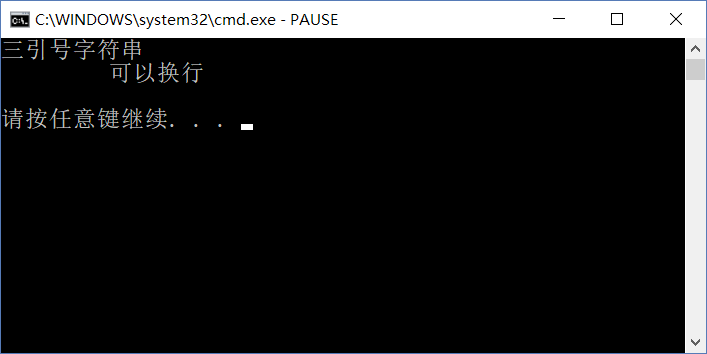 C:\WINDOWS\system32\cmd.exe - PAUSE
三引号字符串
可以换行
请按任意键继续. . .